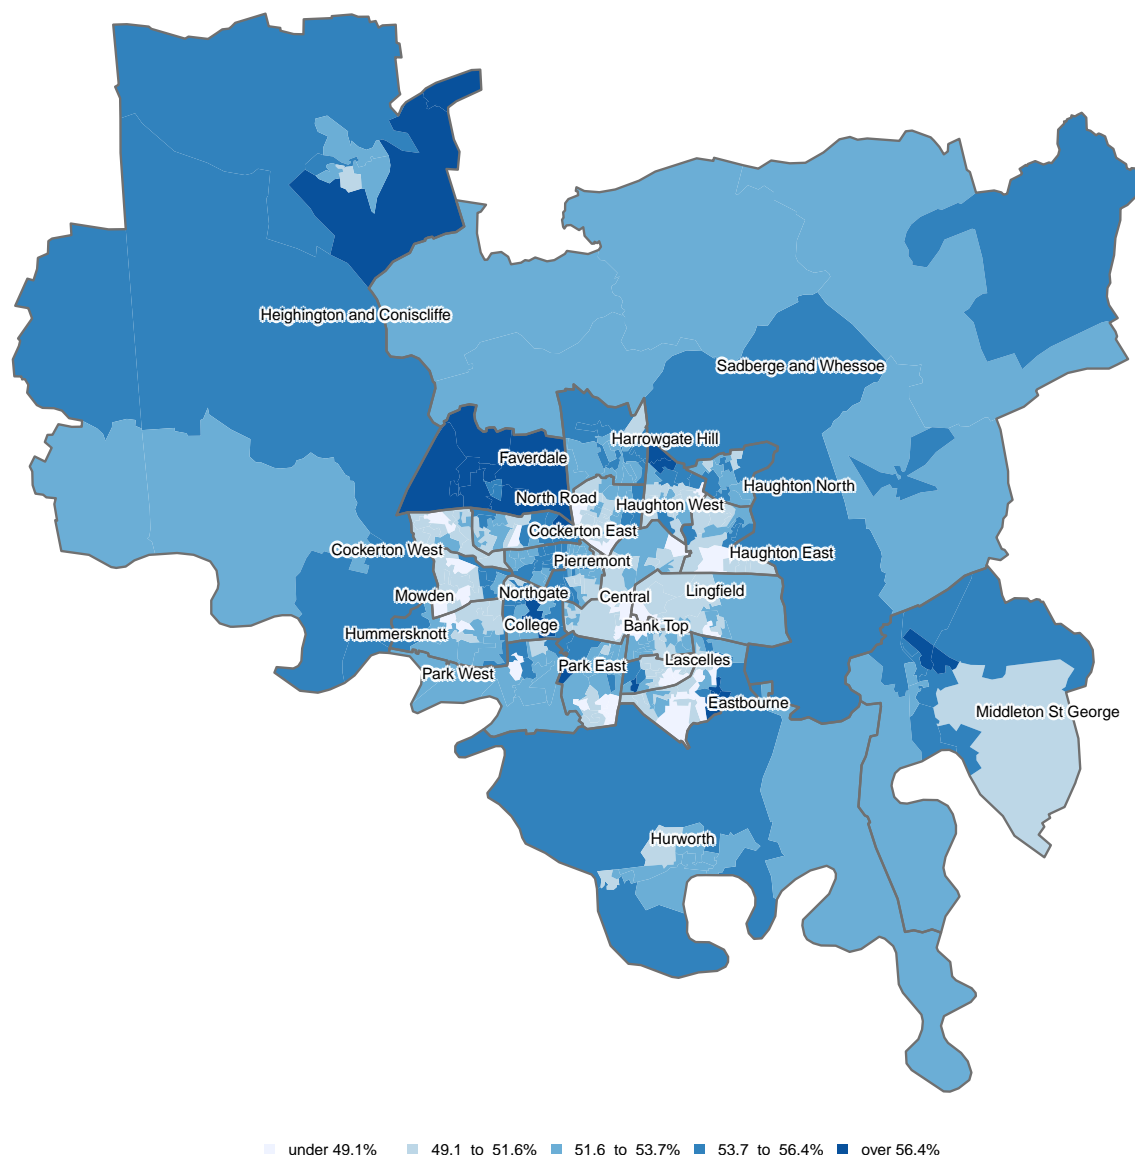 Heighington and Coniscliffe
Sadberge and Whessoe
Harrowgate Hill
Faverdale
Haughton North
North Road
Haughton West
Cockerton East
Cockerton West
Haughton East
Pierremont
Northgate
Lingfield
Mowden
Central
College
Bank Top
Hummersknott
Lascelles
Park East
Park West
Eastbourne
Middleton St George
Hurworth
under 49.1% 49.1 to 51.6% 51.6 to 53.7% 53.7 to 56.4% over 56.4%